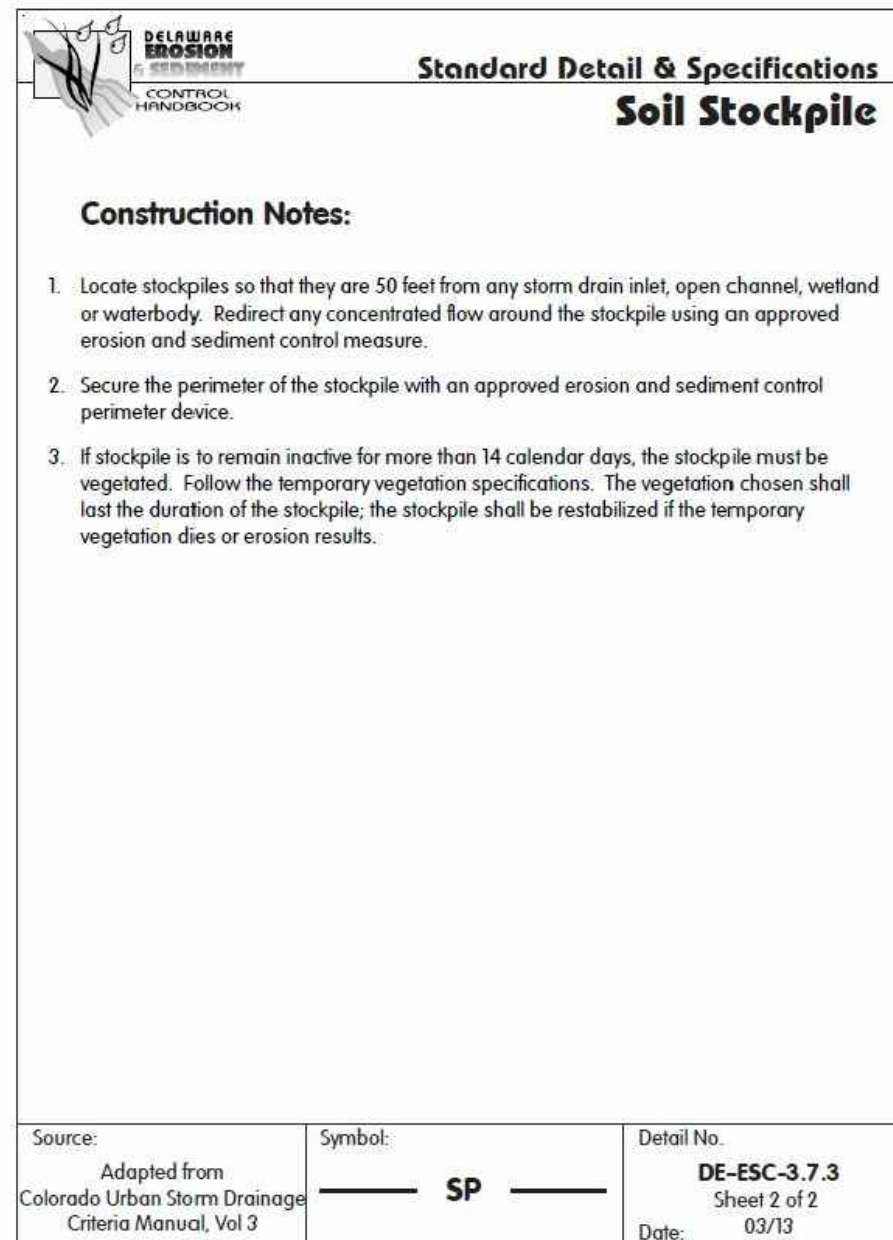 DELAWARE
EROSION
& SEDIMENT
CONTROL
HANDBOOK
Standard Detail & Specifications
Soil Stockpile
Construction Notes:
1. Locate stockpiles so that they are 50 feet from any storm drain inlet, open channel, wetland
or waterbody. Redirect any concentrated flow around the stockpile using an approved
erosion and sediment control measure.
2. Secure the perimeter of the stockpile with an approved erosion and sediment control
perimeter device.
3. If stockpile is to remain inactive for more than 14 calendar days, the stockpile must be
vegetated. Follow the temporary vegetation specifications. The vegetation chosen shall
last the duration of the stockpile; the stockpile shall be restabilized if the temporary
vegetation dies or erosion results.
Source:
Adapted from
Colorado Urban Storm Drainage
Criteria Manual, Vol 3
Symbol:
SP
Detail No.
DE-ESC-3.7.3
Sheet 2 of 2
Date: 03/13